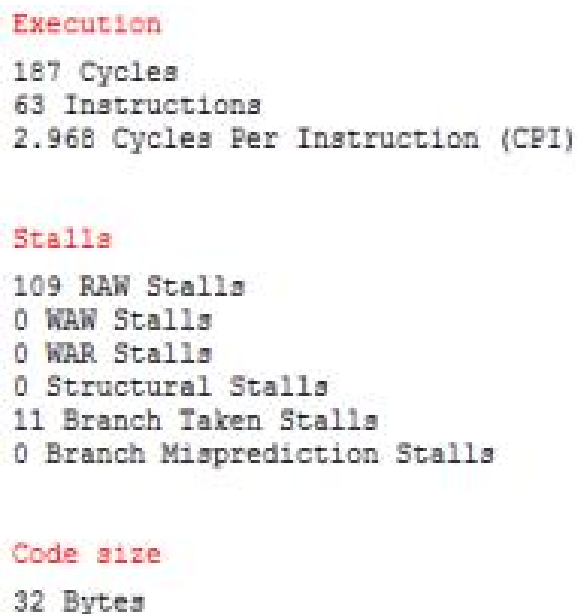 Execution
187 Cycles
63 Instructions
2.968 Cycles Per Instruction (CPI)
Stalls
109 RAW Stalls
0 WAW Stalls
0 WAR Stalls
0 Structural Stalls
11 Branch Taken Stalls
0 Branch Misprediction Stalls
Code size
32 Bytes